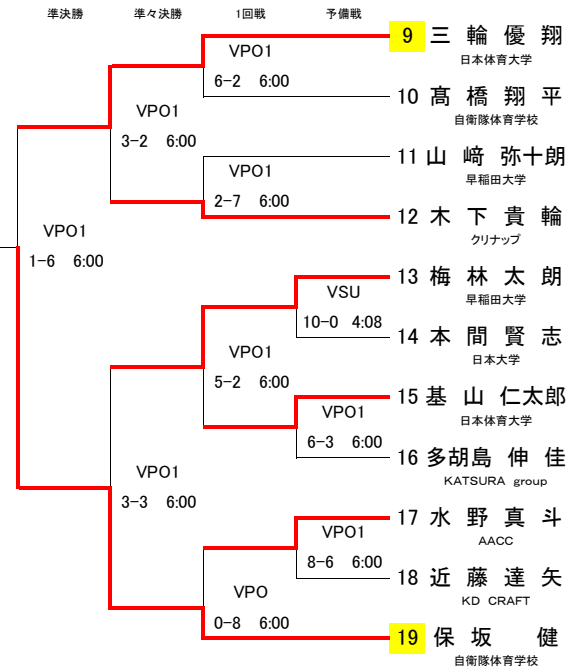 準決勝 準々決勝 1回戦 予備戦
9 三輪優翔
日本体育大学
VPO1
6-2 6:00
10 髙橋翔平
自衛隊体育学校
VPO1
3-2 6:00
11 山﨑弥十朗
早稲田大学
VPO1
2-7 6:00
12 木下貴輪
クリナップ
VPO1
1-6 6:00
13 梅林太朗
早稲田大学
VSU
10-0 4:08
14 本間賢志
日本大学
VPO1
5-2 6:00
15 基山仁太郎
日本体育大学
VPO1
6-3 6:00
16 多胡島伸佳
KATSURA group
VPO1
3-3 6:00
17 水野真斗
AACC
VPO1
8-6 6:00
18 近藤達矢
KD CRAFT
VPO
0-8 6:00
19 保坂健
自衛隊体育学校